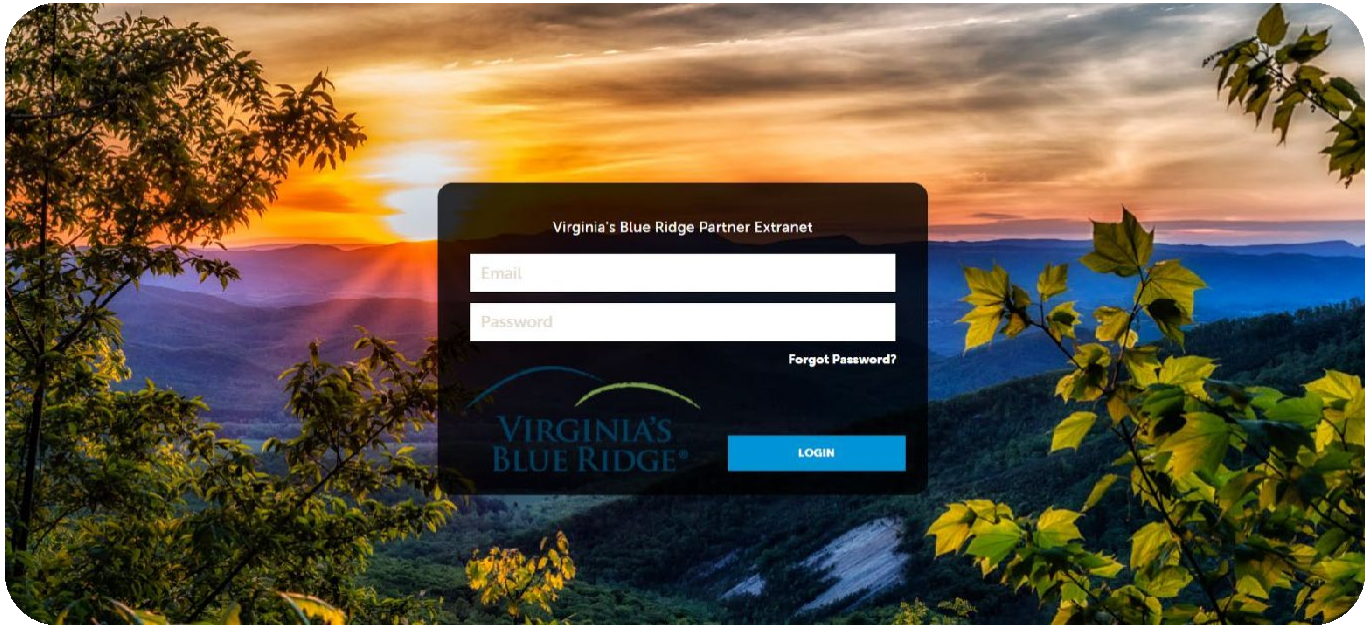 Virginia's Blue Ridge Partner Extranet
Email
Password
Forgot Password?
VIRGINIA'S
BLUE RIDGE®
LOGIN